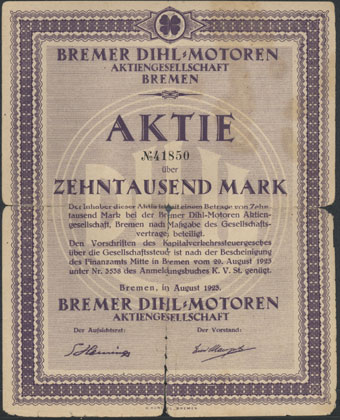 BREMER DIHL-MOTOREN
AKTIENGESELLSCHAFT
BREMEN
AKTIE
№41850
über
ZEHNTAUSEND MARK
Der Inhaber dieser Aktie ist mit einem Betrage von Zehn-
tausend Mark bei der Bremer Dihl-Motoren Aktien-
gesellschaft, Bremen nach Maßgabe des Gesellschafts-
vertrages beteiligt.
Den Vorschriften des Kapitalverkehrssteuergesetzes
über die Gesellschaftssteuer ist nach der Bescheinigung
des Finanzamts Mitte in Bremen vom 29. August 1923
unter Nr. 3538 des Anmeldungsbuches K. V. St. genügt.
Bremen, im August 1923.
BREMER DIHL-MOTOREN
AKTIENGESELLSCHAFT
Der Aufsichtsrat: Der Vorstand: